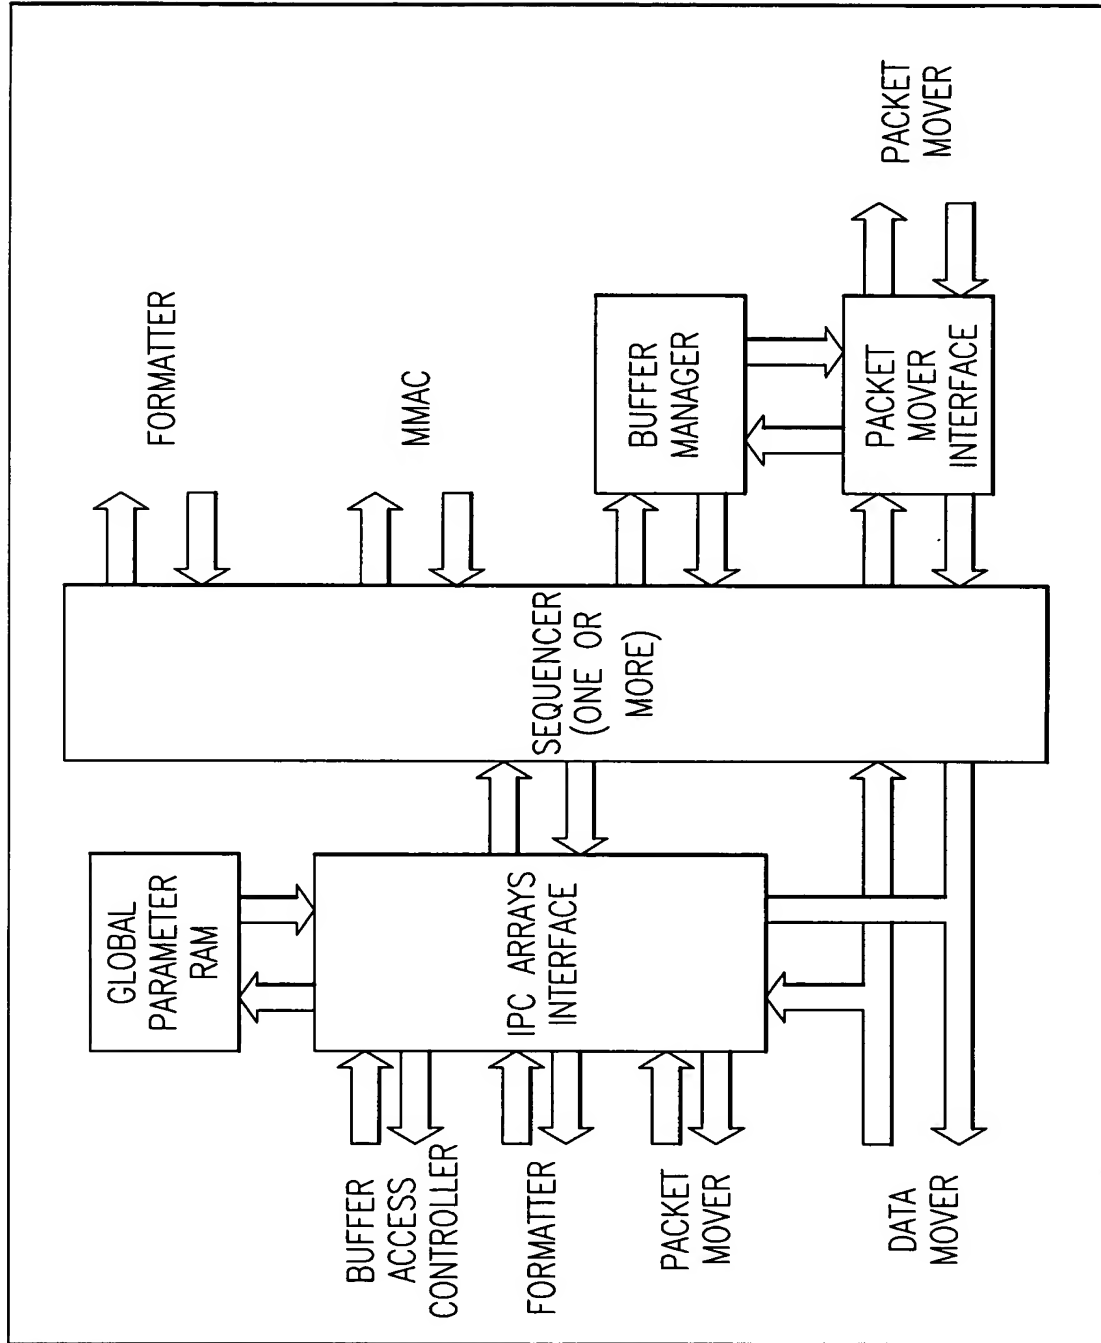 GLOBAL
PARAMETER
RAM
BUFFER
ACCESS
CONTROLLER
FORMATTER
PACKET
MOVER
DATA
MOVER
IPC ARRAYS
INTERFACE
SEQUENCER
(ONE OR
MORE)
FORMATTER
MMAC
BUFFER
MANAGER
PACKET
MOVER
INTERFACE
PACKET
MOVER